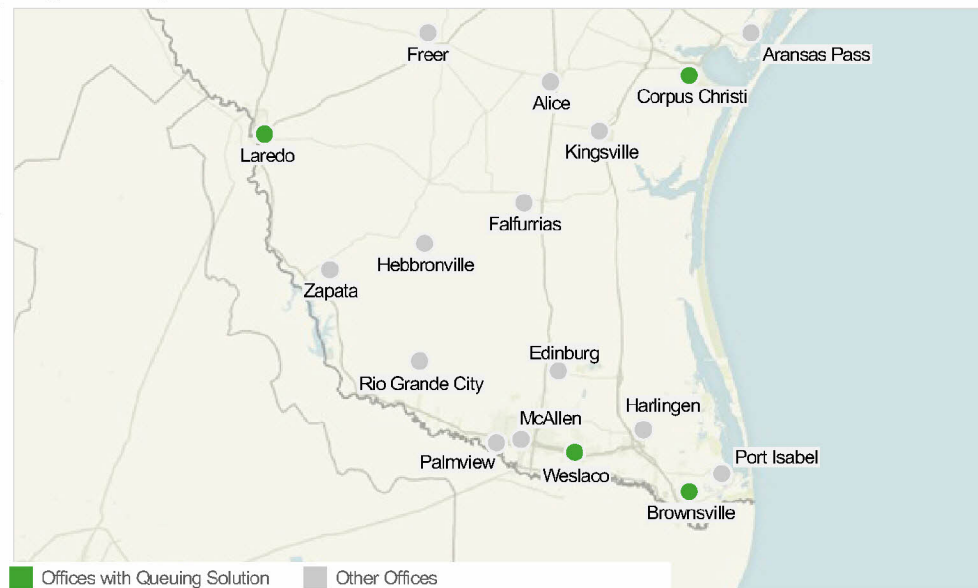 Freer
Aransas Pass
Alice
Corpus Christi
Kingsville
Laredo
Falfurrias
Hebbronville
Zapata
Edinburg
Rio Grande City
Harlingen
McAllen
Palmview
Port Isabel
Weslaco
Brownsville
Offices with Queuing Solution
Other Offices